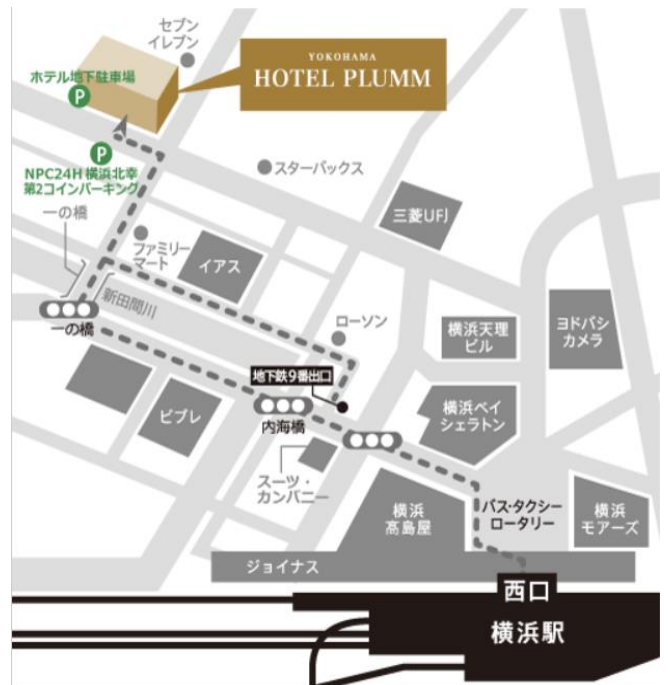 セブン
イレブン
YOKOHAMA
HOTEL PLUMM
ホテル地下駐車場
P
P
NPC24H 横浜北幸
第2コインパーキング
スターバックス
一の橋
三菱UFJ
ファミリー
マート
イアス
新田間川
一の橋
ローソン
横浜天理
ビル
ヨドバシ
カメラ
地下鉄9番出口
ビブレ
内海橋
横浜ベイ
シェラトン
スーツ・
カンパニー
横浜
髙島屋
バス・タクシー
ロータリー
横浜
モアーズ
ジョイナス
西口
横浜駅